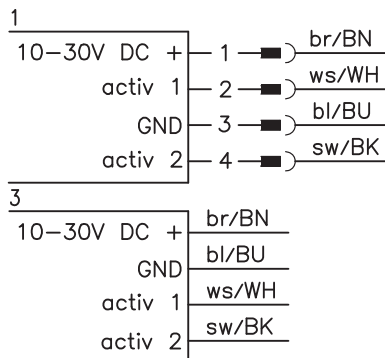 1
10-30V DC + 1 br/BN
activ 1 2 ws/WH
GND 3 bl/BU
activ 2 4 sw/BK
3
10-30V DC + br/BN
GND bl/BU
activ 1 ws/WH
activ 2 sw/BK